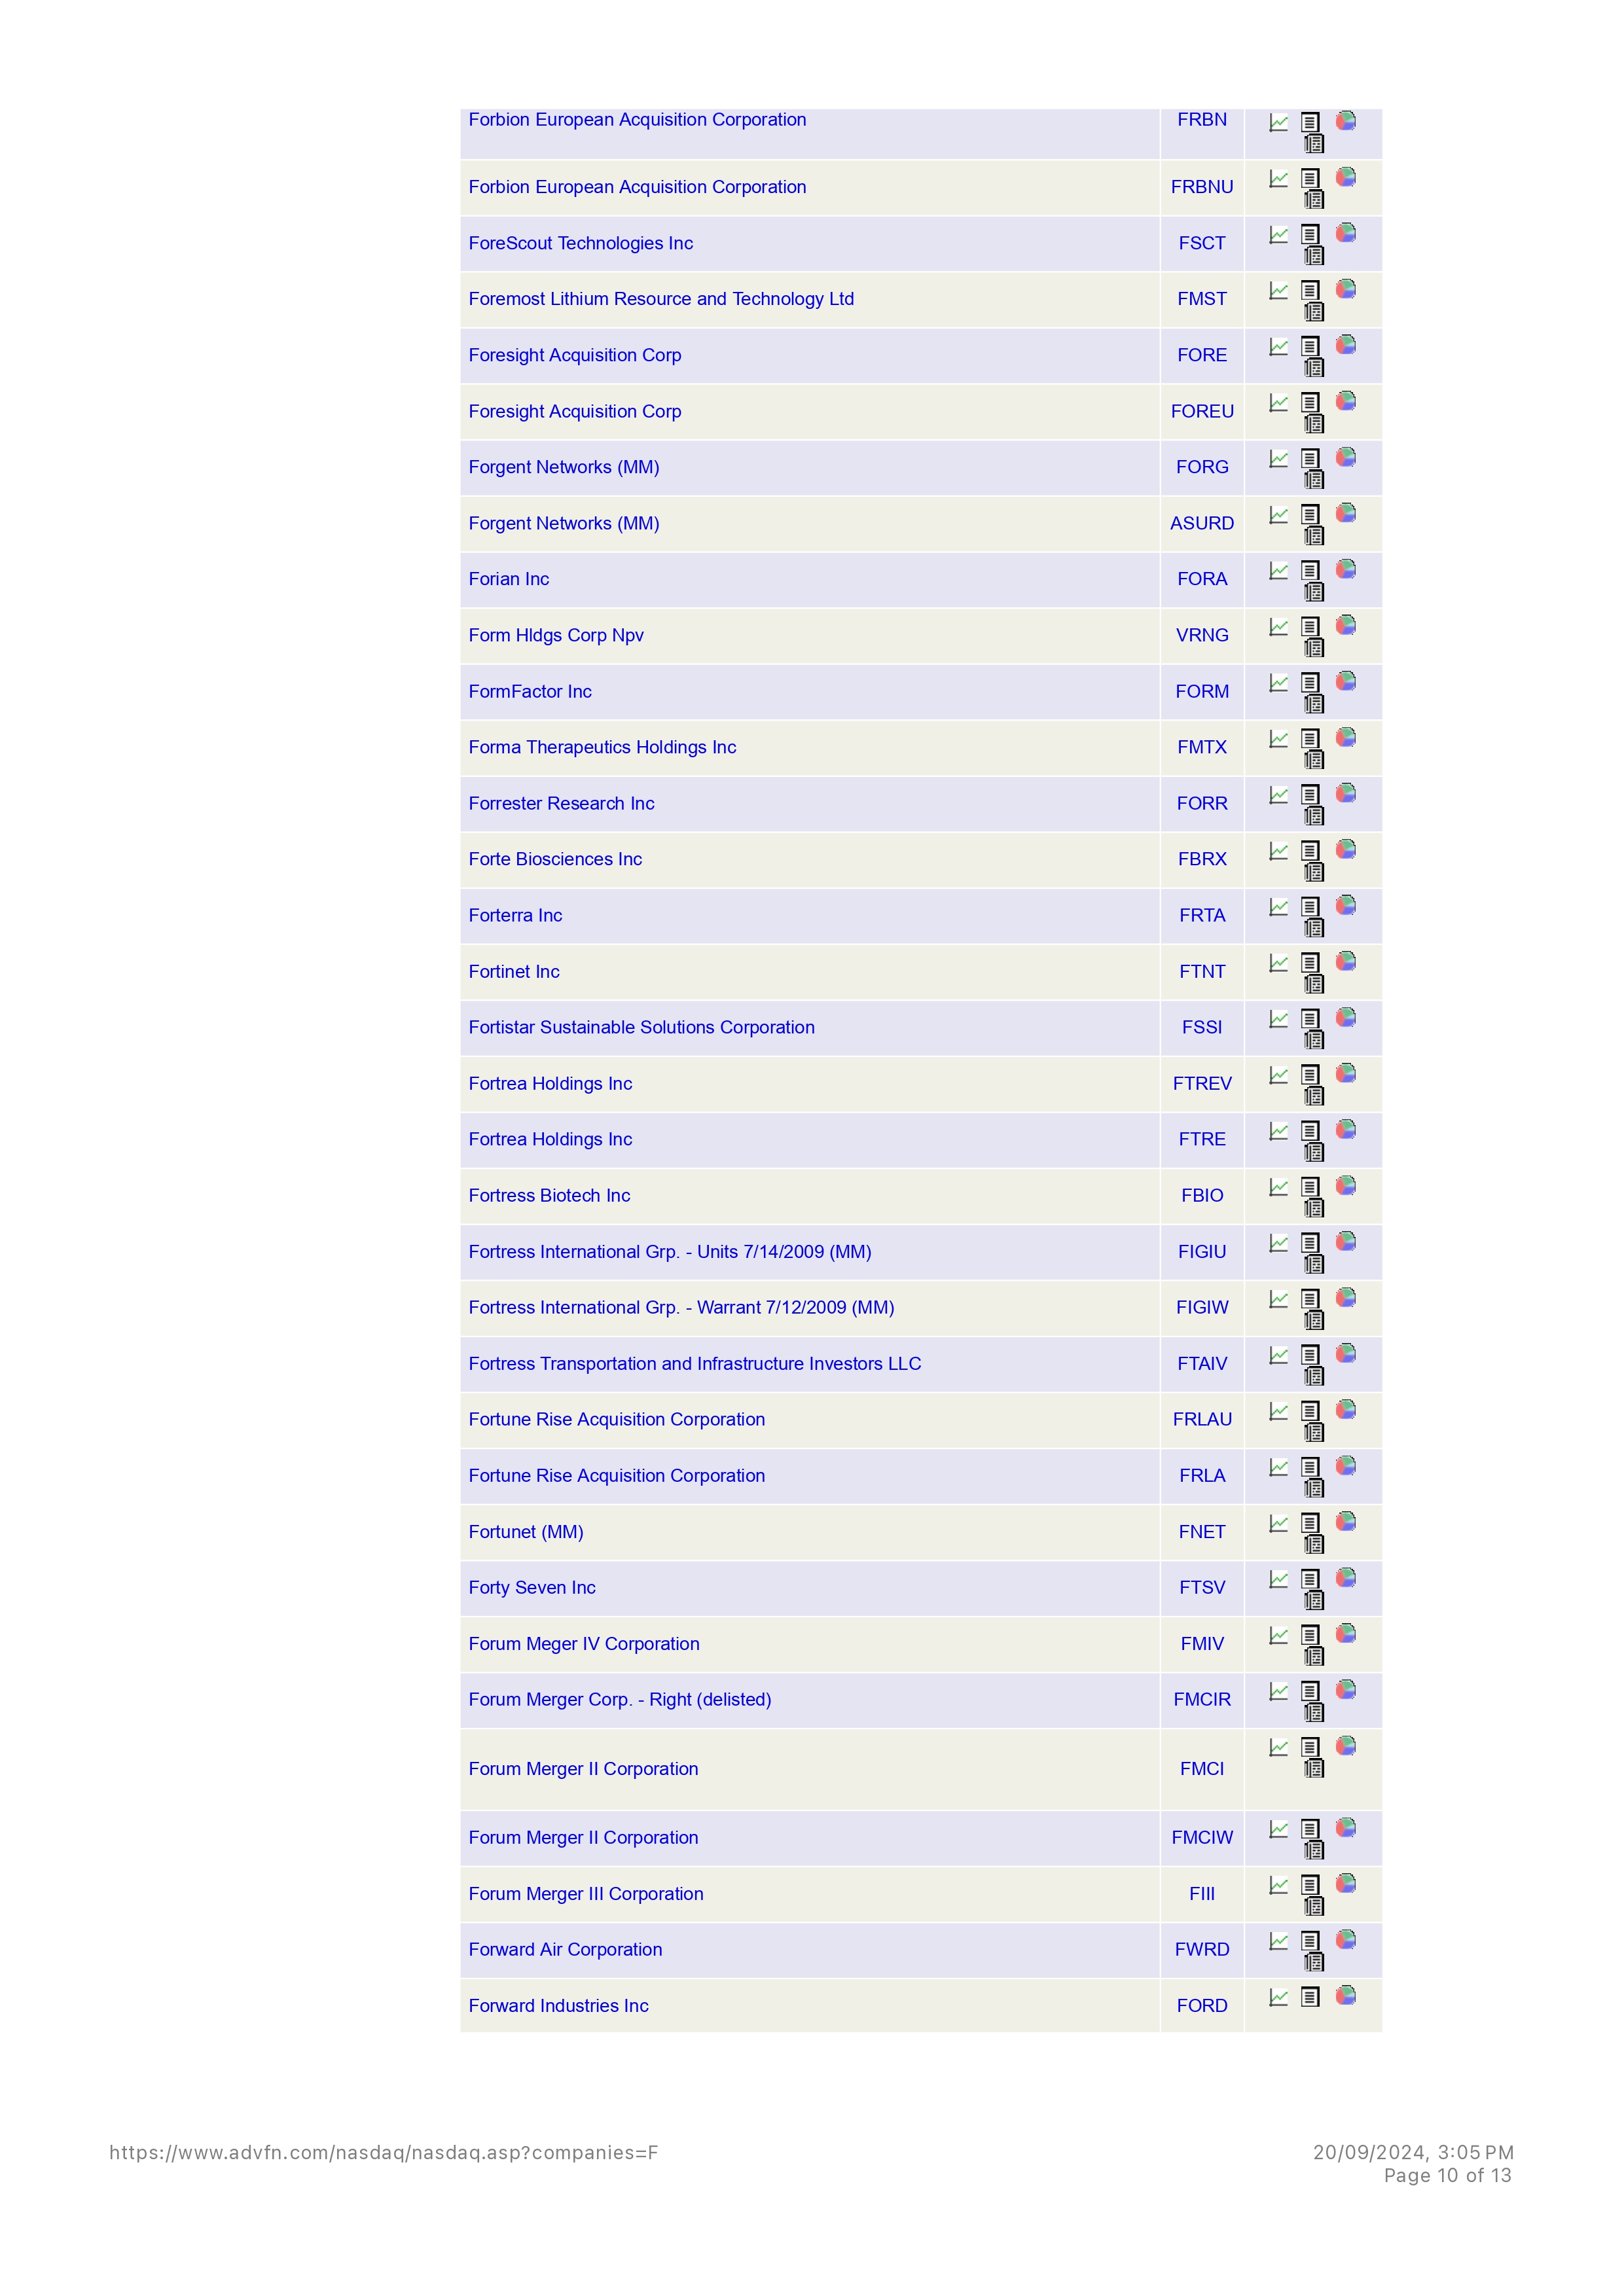 Forbion European Acquisition Corporation FRBN
Forbion European Acquisition Corporation FRBNU
ForeScout Technologies Inc FSCT
Foremost Lithium Resource and Technology Ltd FMST
Foresight Acquisition Corp FORE
Foresight Acquisition Corp FOREU
Forgent Networks (MM) FORG
Forgent Networks (MM) ASURD
Forian Inc FORA
Form Hldgs Corp Npv VRNG
FormFactor Inc FORM
Forma Therapeutics Holdings Inc FMTX
Forrester Research Inc FORR
Forte Biosciences Inc FBRX
Forterra Inc FRTA
Fortinet Inc FTNT
Fortistar Sustainable Solutions Corporation FSSI
Fortrea Holdings Inc FTREV
Fortrea Holdings Inc FTRE
Fortress Biotech Inc FBIO
Fortress International Grp. - Units 7/14/2009 (MM) FIGIU
Fortress International Grp. - Warrant 7/12/2009 (MM) FIGIW
Fortress Transportation and Infrastructure Investors LLC FTAIV
Fortune Rise Acquisition Corporation FRLAU
Fortune Rise Acquisition Corporation FRLA
Fortunet (MM) FNET
Forty Seven Inc FTSV
Forum Meger IV Corporation FMIV
Forum Merger Corp. - Right (delisted) FMCIR
Forum Merger II Corporation FMCI
Forum Merger II Corporation FMCIW
Forum Merger III Corporation FIII
Forward Air Corporation FWRD
Forward Industries Inc FORD
https://www.advfn.com/nasdaq/nasdaq.asp?companies=F 20/09/2024, 3:05 PM
Page 10 of 13